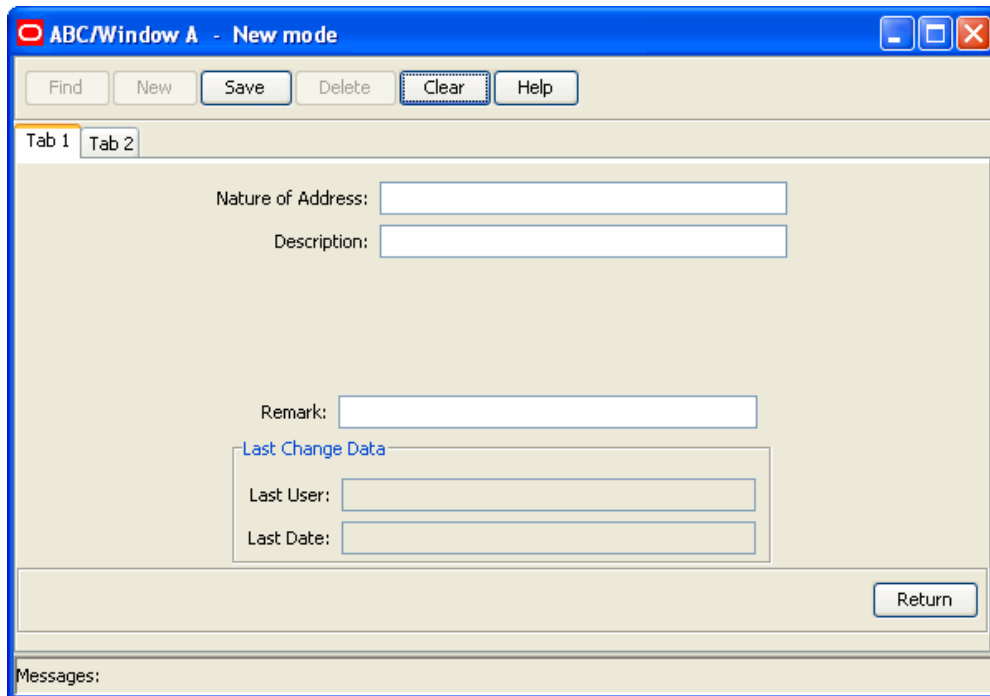 ABC/Window A - New mode
Find New Save Delete Clear Help
Tab 1 Tab 2
Nature of Address:
Description:
Remark:
Last Change Data
Last User:
Last Date:
Return
Messages: